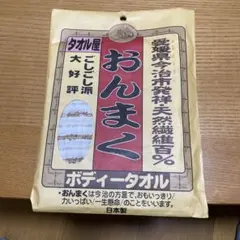 愛媛県今治市発祥天然繊維百%
おんまく
タオル屋
ごしごし派
大好評
ボディータオル
・おんまくは今治の方言で、おもいっきり/
力いっぱい/一生懸命/のことをいいます。
日本製